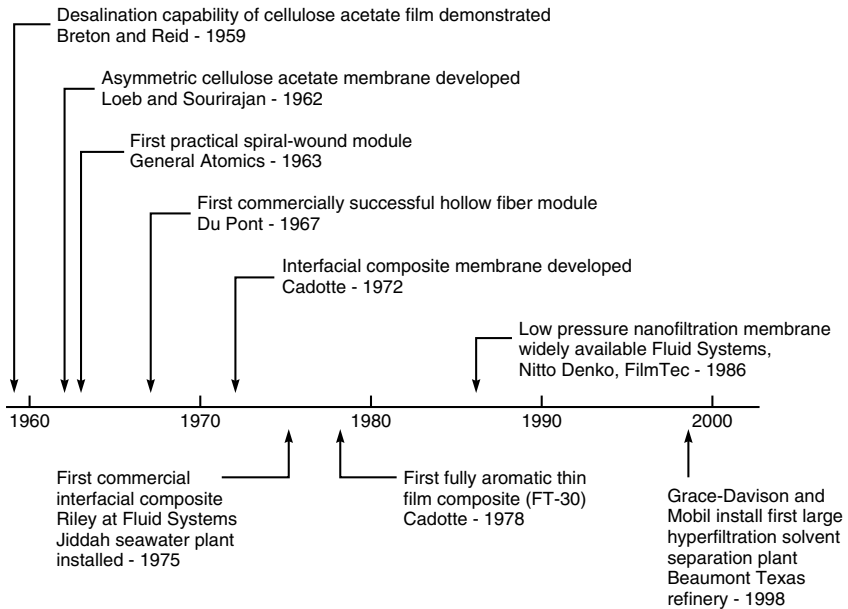 Desalination capability of cellulose acetate film demonstrated
Breton and Reid - 1959
Asymmetric cellulose acetate membrane developed
Loeb and Sourirajan - 1962
First practical spiral-wound module
General Atomics - 1963
First commercially successful hollow fiber module
Du Pont - 1967
Interfacial composite membrane developed
Cadotte - 1972
Low pressure nanofiltration membrane
widely available Fluid Systems,
Nitto Denko, FilmTec - 1986
1960 1970 1980 1990 2000
First commercial
interfacial composite
Riley at Fluid Systems
Jiddah seawater plant
installed - 1975
First fully aromatic thin
film composite (FT-30)
Cadotte - 1978
Grace-Davison and
Mobil install first large
hyperfiltration solvent
separation plant
Beaumont Texas
refinery - 1998